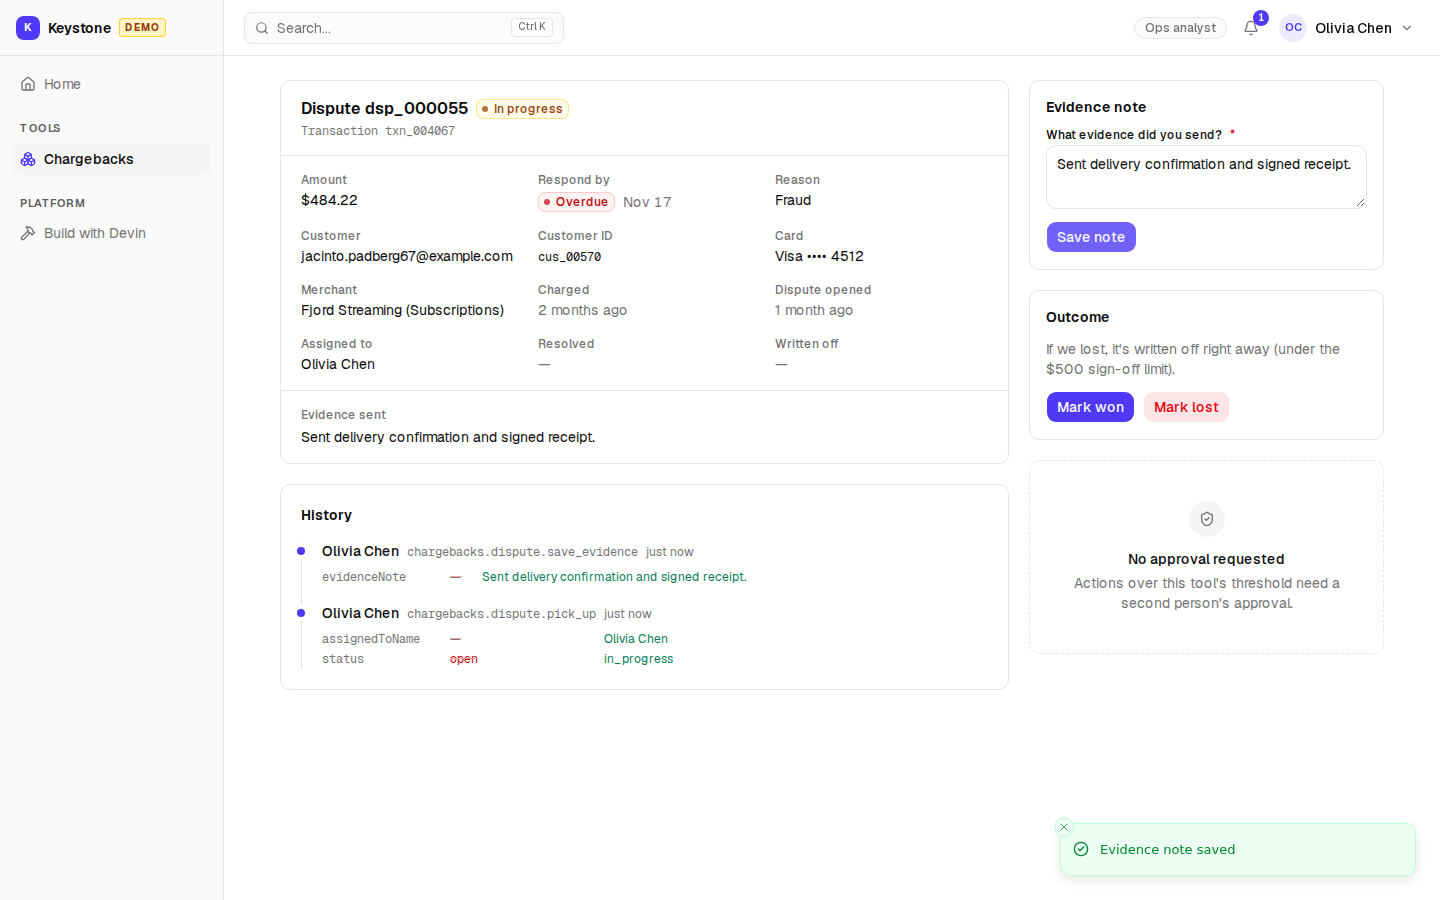 K Keystone DEMO
Search...
Ctrl K
Ops analyst
1
OC Olivia Chen
Home
TOOLS
Chargebacks
PLATFORM
Build with Devin
Dispute dsp_000055 In progress
Transaction txn_004067
Amount Respond by Reason
$484.22 Overdue Nov 17 Fraud
Customer Customer ID Card
jacinto.padberg67@example.com cus_00570 Visa •••• 4512
Merchant Charged Dispute opened
Fjord Streaming (Subscriptions) 2 months ago 1 month ago
Assigned to Resolved Written off
Olivia Chen — —
Evidence sent
Sent delivery confirmation and signed receipt.
History
Olivia Chen chargebacks.dispute.save_evidence just now
evidenceNote — Sent delivery confirmation and signed receipt.
Olivia Chen chargebacks.dispute.pick_up just now
assignedToName — Olivia Chen
status open in_progress
Evidence note
What evidence did you send? *
Sent delivery confirmation and signed receipt.
Save note
Outcome
If we lost, it's written off right away (under the
$500 sign-off limit).
Mark won Mark lost
No approval requested
Actions over this tool's threshold need a
second person's approval.
Evidence note saved